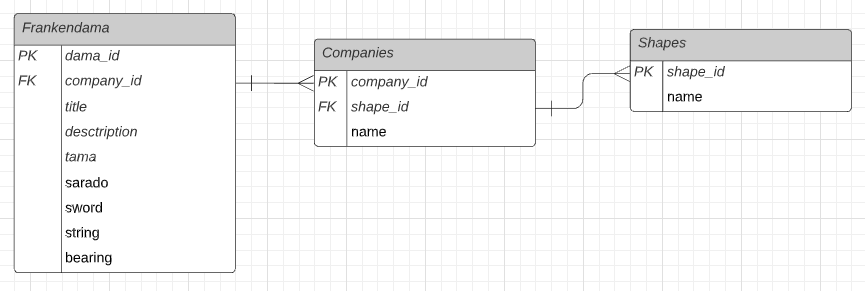 Frankendama
PK dama_id
FK company_id
title
desctription
tama
sarado
sword
string
bearing
Companies
PK company_id
FK shape_id
name
Shapes
PK shape_id
name